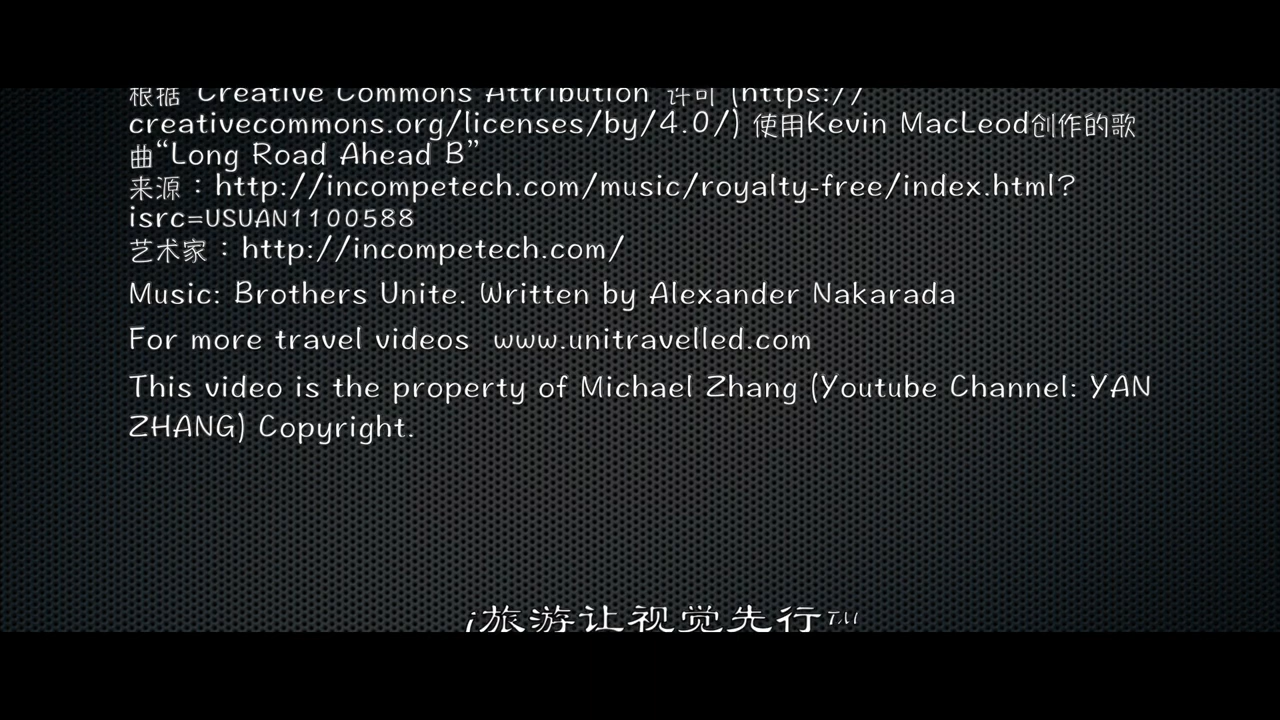 根据 Creative Commons Attribution 许可 (https://
creativecommons.org/licenses/by/4.0/) 使用Kevin MacLeod创作的歌
曲“Long Road Ahead B”
来源：http://incompetech.com/music/royalty-free/index.html?
isrc=USUAN1100588
艺术家：http://incompetech.com/
Music: Brothers Unite. Written by Alexander Nakarada
For more travel videos  www.unitravelled.com
This video is the property of Michael Zhang (Youtube Channel: YAN
ZHANG) Copyright.
i旅游让视觉先行™